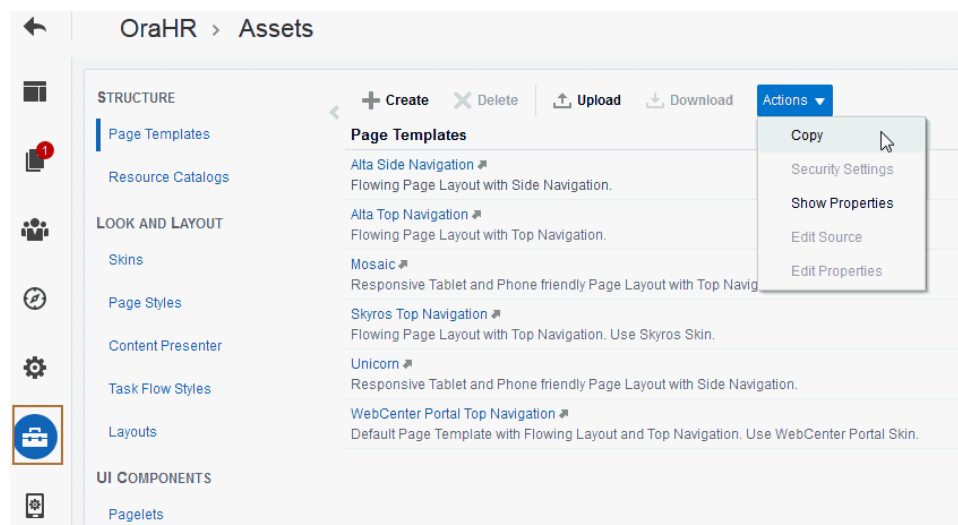 OraHR > Assets
STRUCTURE
Page Templates
Resource Catalogs
LOOK AND LAYOUT
Skins
Page Styles
Content Presenter
Task Flow Styles
Layouts
UI COMPONENTS
Pagelets
1
Create Delete Upload Download Actions
Copy
Security Settings
Show Properties
Edit Source
Edit Properties
Page Templates
Alta Side Navigation
Flowing Page Layout with Side Navigation.
Alta Top Navigation
Flowing Page Layout with Top Navigation.
Mosaic
Responsive Tablet and Phone friendly Page Layout with Top Navig
Skyros Top Navigation
Flowing Page Layout with Top Navigation. Use Skyros Skin.
Unicorn
Responsive Tablet and Phone friendly Page Layout with Side Navigation.
WebCenter Portal Top Navigation
Default Page Template with Flowing Layout and Top Navigation. Use WebCenter Portal Skin.